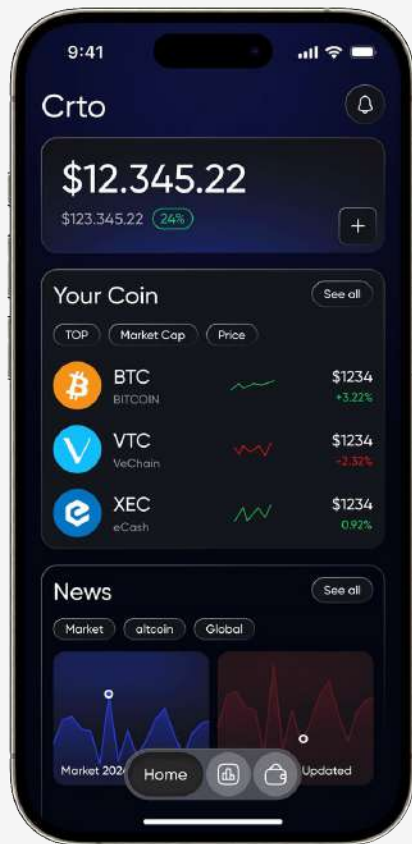 9:41
Crto
$12.345.22
$123.345.22 24%
+
Your Coin See all
TOP Market Cap Price
BTC $1234
BITCOIN +3.22%
VTC $1234
VeChain -2.32%
XEC $1234
eCash 0.92%
News See all
Market altcoin Global
Market 202 Updated
Home